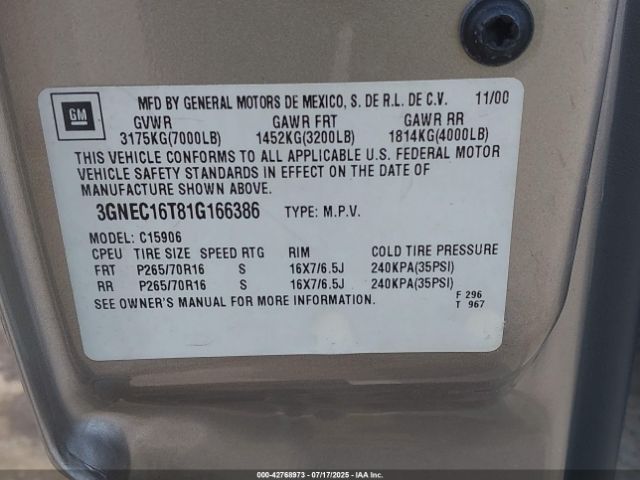 GM
MFD BY GENERAL MOTORS DE MEXICO, S. DE R.L. DE C.V. 11/00
GVWR GAWR FRT GAWR RR
3175KG(7000LB) 1452KG(3200LB) 1814KG(4000LB)
THIS VEHICLE CONFORMS TO ALL APPLICABLE U.S. FEDERAL MOTOR
VEHICLE SAFETY STANDARDS IN EFFECT ON THE DATE OF
MANUFACTURE SHOWN ABOVE.
3GNEC16T81G166386 TYPE: M.P.V.
MODEL: C15906
CPEU TIRE SIZE SPEED RTG RIM COLD TIRE PRESSURE
FRT P265/70R16 S 16X7/6.5J 240KPA(35PSI)
RR P265/70R16 S 16X7/6.5J 240KPA(35PSI)
SEE OWNER'S MANUAL FOR MORE INFORMATION.
F 296
T 967
000-42768973 - 07/17/2025 - IAA Inc.